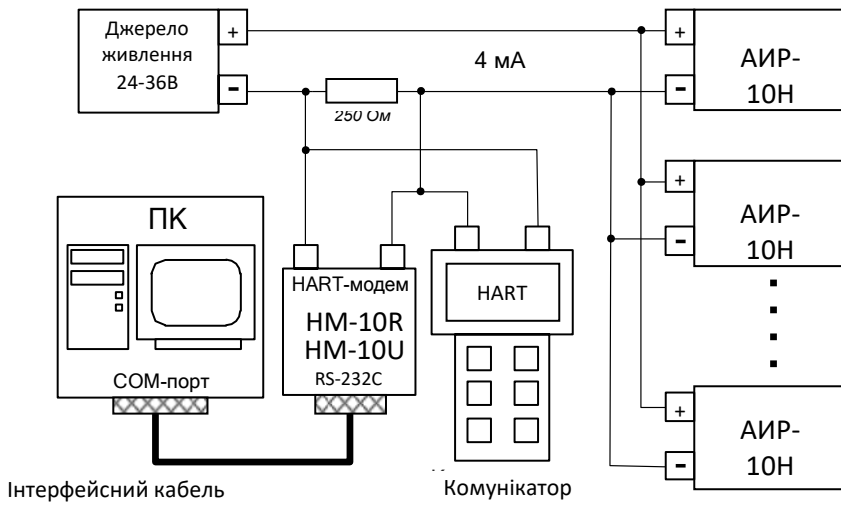 Джерело
живлення
24-36В
+
-
250 Ом
4 мА
+
-
АИР-
10Н
+
-
АИР-
10Н
+
-
АИР-
10Н
ПК
COM-порт
HART-модем
HM-10R
HM-10U
RS-232C
HART
Інтерфейсний кабель
Комунікатор